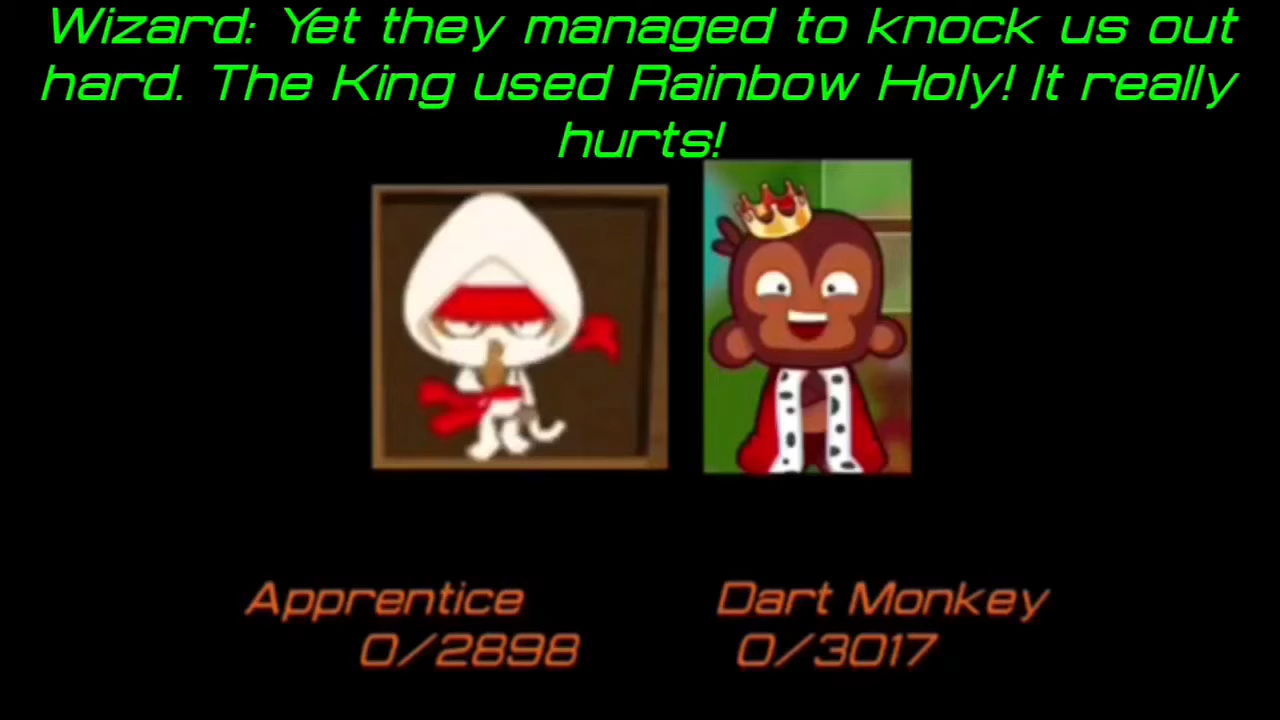 Wizard: Yet they managed to knock us out
hard. The King used Rainbow Holy! It really
hurts!
Apprentice
0/2898
Dart Monkey
0/3017